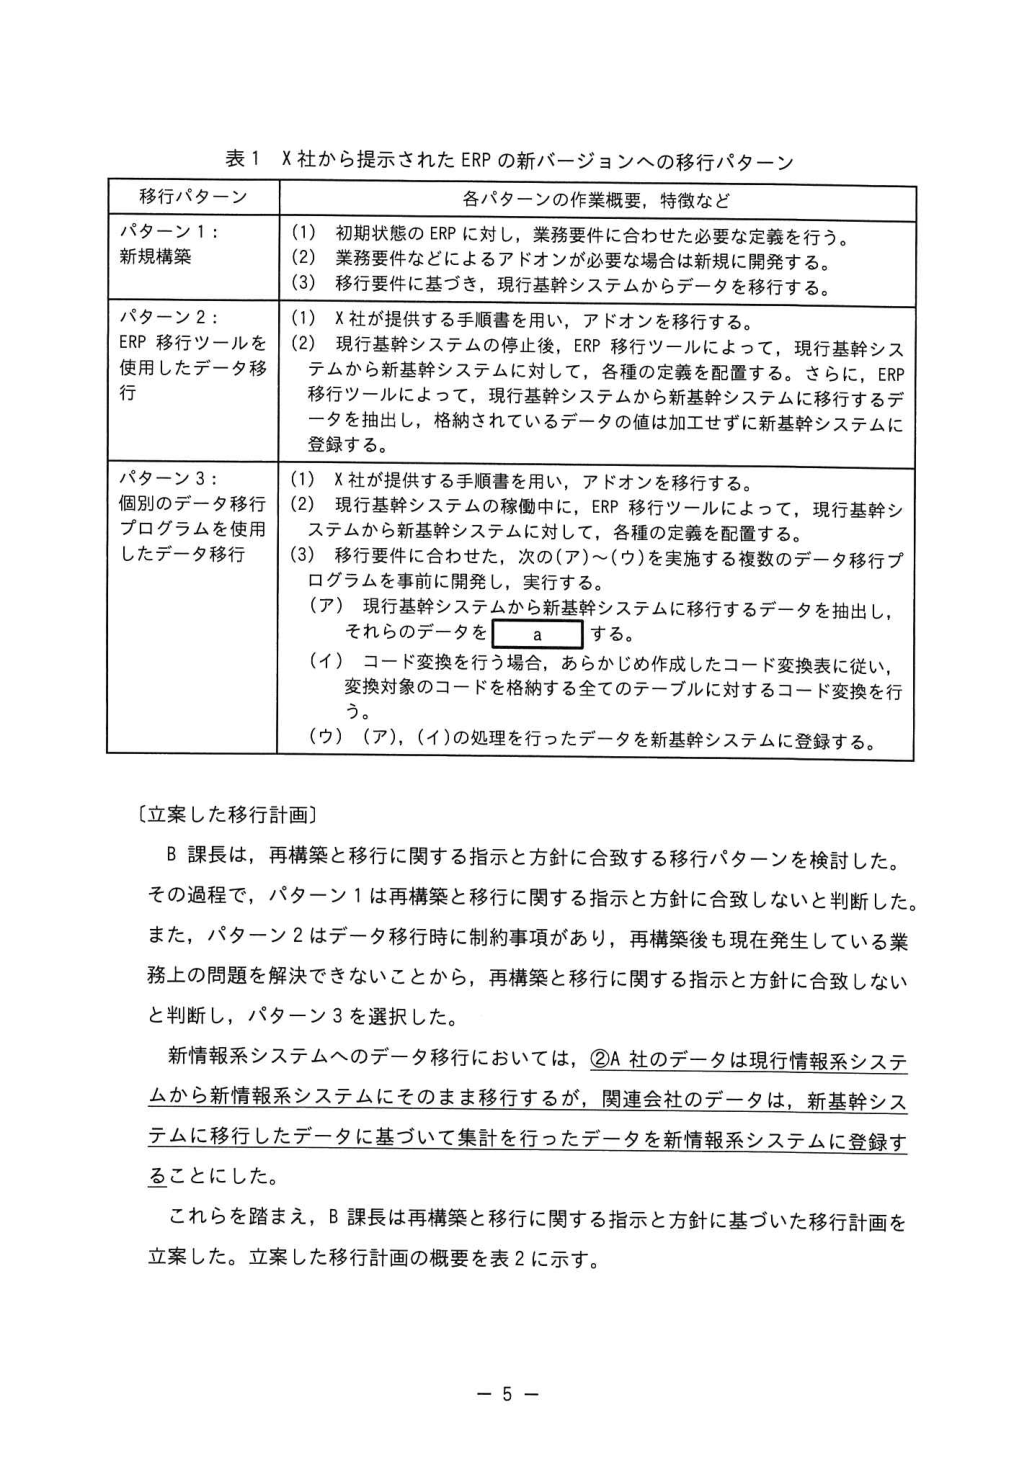 表1　X社から提示されたERPの新バージョンへの移行パターン
移行パターン
各パターンの作業概要，特徴など
パターン1：
新規構築
(1)　初期状態のERPに対し，業務要件に合わせた必要な定義を行う。
(2)　業務要件などによるアドオンが必要な場合は新規に開発する。
(3)　移行要件に基づき，現行基幹システムからデータを移行する。
パターン2：
ERP 移行ツールを
使用したデータ移
行
(1)　X社が提供する手順書を用い，アドオンを移行する。
(2)　現行基幹システムの停止後，ERP 移行ツールによって，現行基幹シス
テムから新基幹システムに対して，各種の定義を配置する。さらに，ERP
移行ツールによって，現行基幹システムから新基幹システムに移行するデ
ータを抽出し，格納されているデータの値は加工せずに新基幹システムに
登録する。
パターン3：
個別のデータ移行
プログラムを使用
したデータ移行
(1)　X社が提供する手順書を用い，アドオンを移行する。
(2)　現行基幹システムの稼働中に，ERP 移行ツールによって，現行基幹シ
ステムから新基幹システムに対して，各種の定義を配置する。
(3)　移行要件に合わせた，次の(ア)～(ウ)を実施する複数のデータ移行プ
ログラムを事前に開発し，実行する。
(ア)　現行基幹システムから新基幹システムに移行するデータを抽出し，
それらのデータを a する。
(イ)　コード変換を行う場合，あらかじめ作成したコード変換表に従い，
変換対象のコードを格納する全てのテーブルに対するコード変換を行
う。
(ウ)　(ア)，(イ)の処理を行ったデータを新基幹システムに登録する。
〔立案した移行計画〕
B 課長は，再構築と移行に関する指示と方針に合致する移行パターンを検討した。
その過程で，パターン1は再構築と移行に関する指示と方針に合致しないと判断した。
また，パターン2はデータ移行時に制約事項があり，再構築後も現在発生している業
務上の問題を解決できないことから，再構築と移行に関する指示と方針に合致しない
と判断し，パターン3を選択した。
新情報系システムへのデータ移行においては，②A 社のデータは現行情報系システ
ムから新情報系システムにそのまま移行するが，関連会社のデータは，新基幹シス
テムに移行したデータに基づいて集計を行ったデータを新情報系システムに登録す
ることにした。
これらを踏まえ，B 課長は再構築と移行に関する指示と方針に基づいた移行計画を
立案した。立案した移行計画の概要を表2に示す。
－ 5 －